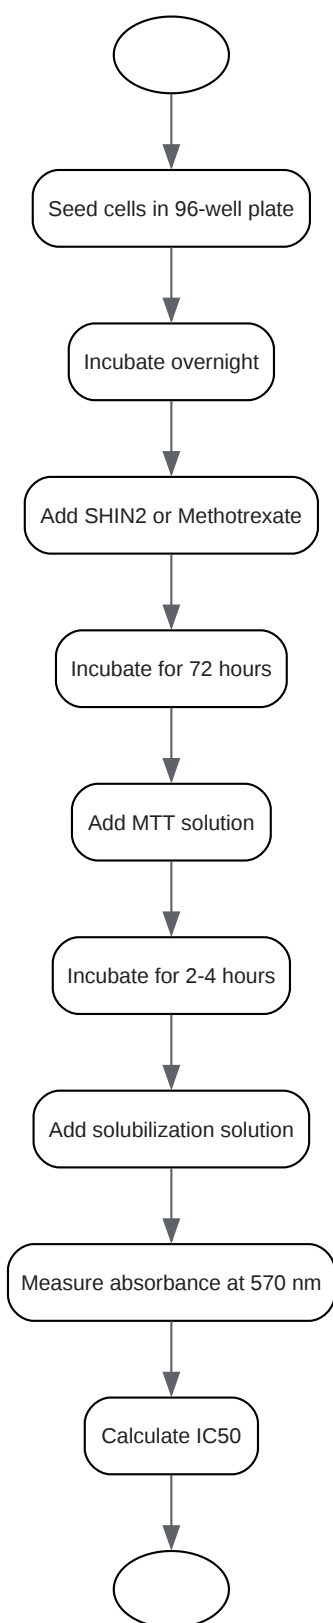 Seed cells in 96-well plate
Incubate overnight
Add SHIN2 or Methotrexate
Incubate for 72 hours
Add MTT solution
Incubate for 2-4 hours
Add solubilization solution
Measure absorbance at 570 nm
Calculate IC50